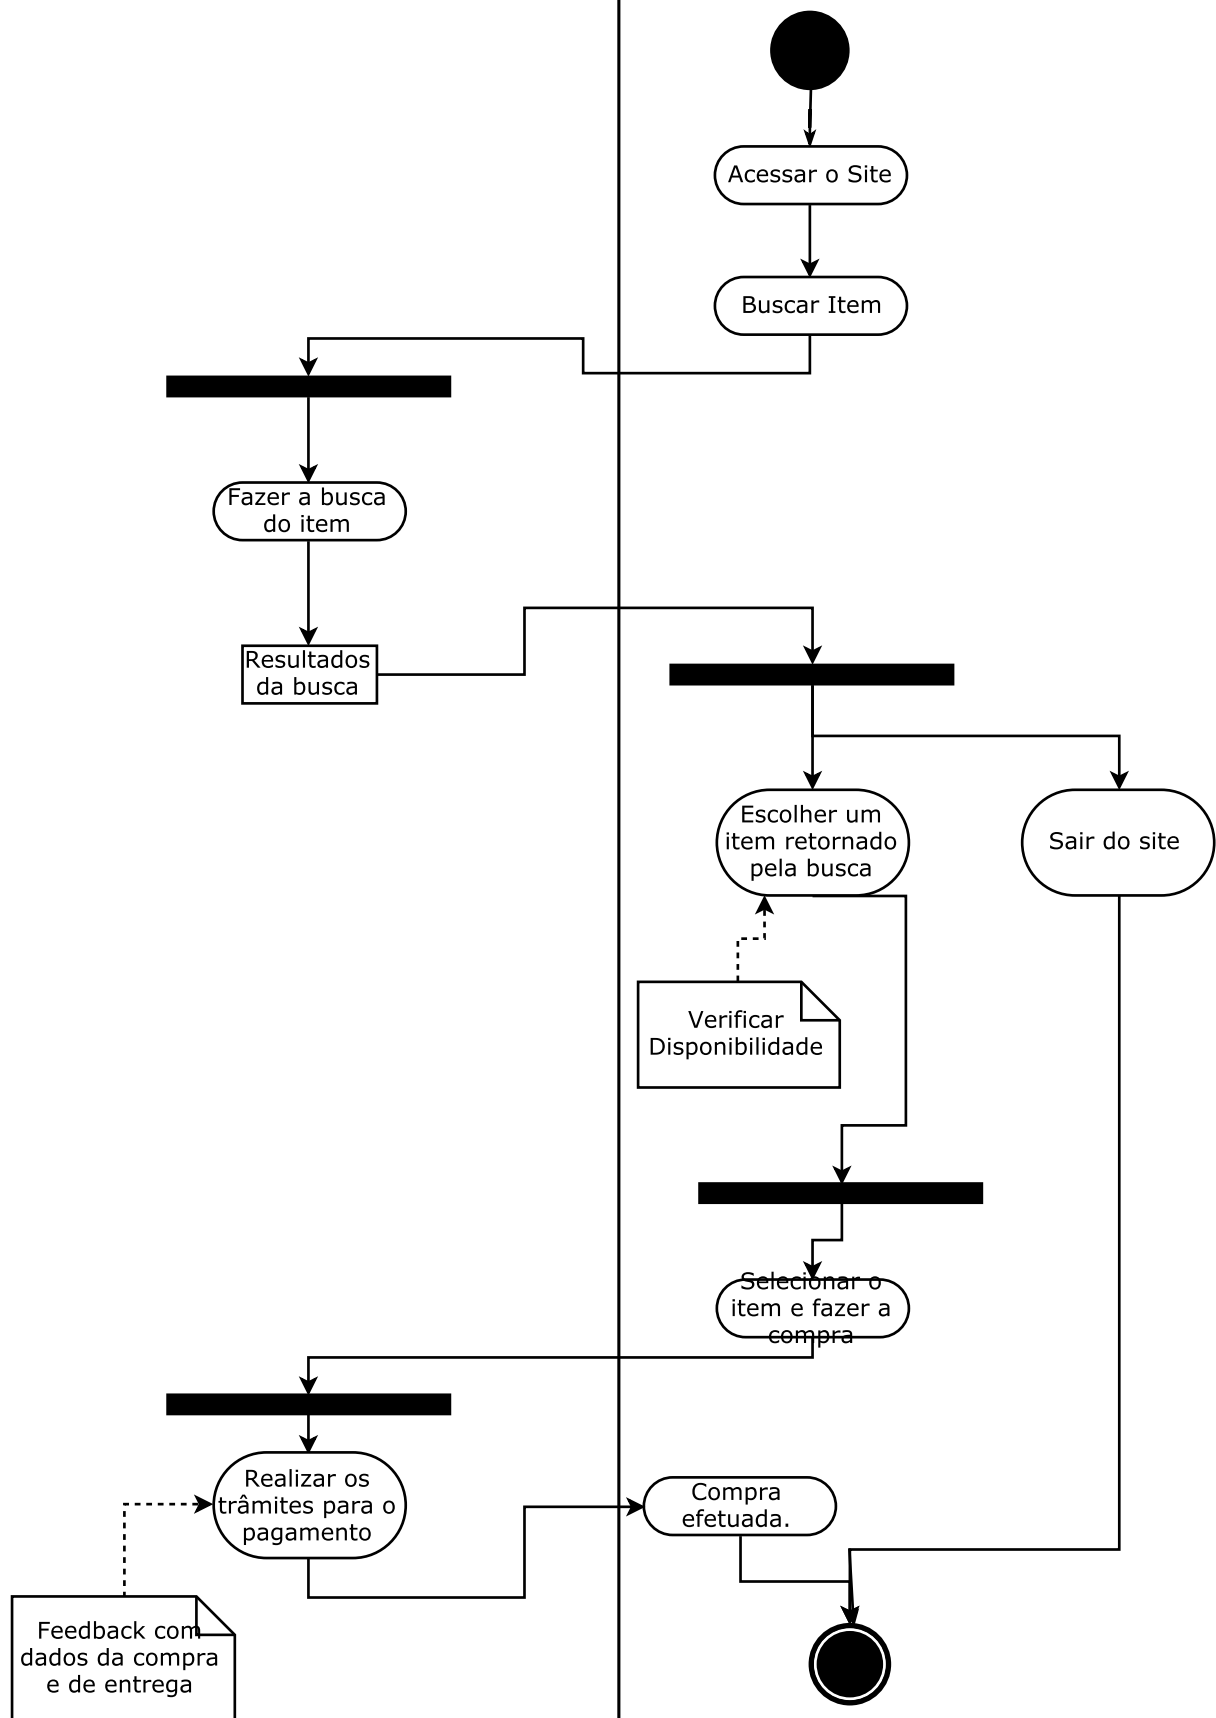 Acessar o Site
Buscar Item
Fazer a busca
do item
Resultados
da busca
Escolher um
item retornado
pela busca
Sair do site
Verificar
Disponibilidade
Selecionar o
item e fazer a
compra
Realizar os
trâmites para o
pagamento
Compra
efetuada.
Feedback com
dados da compra
e de entrega